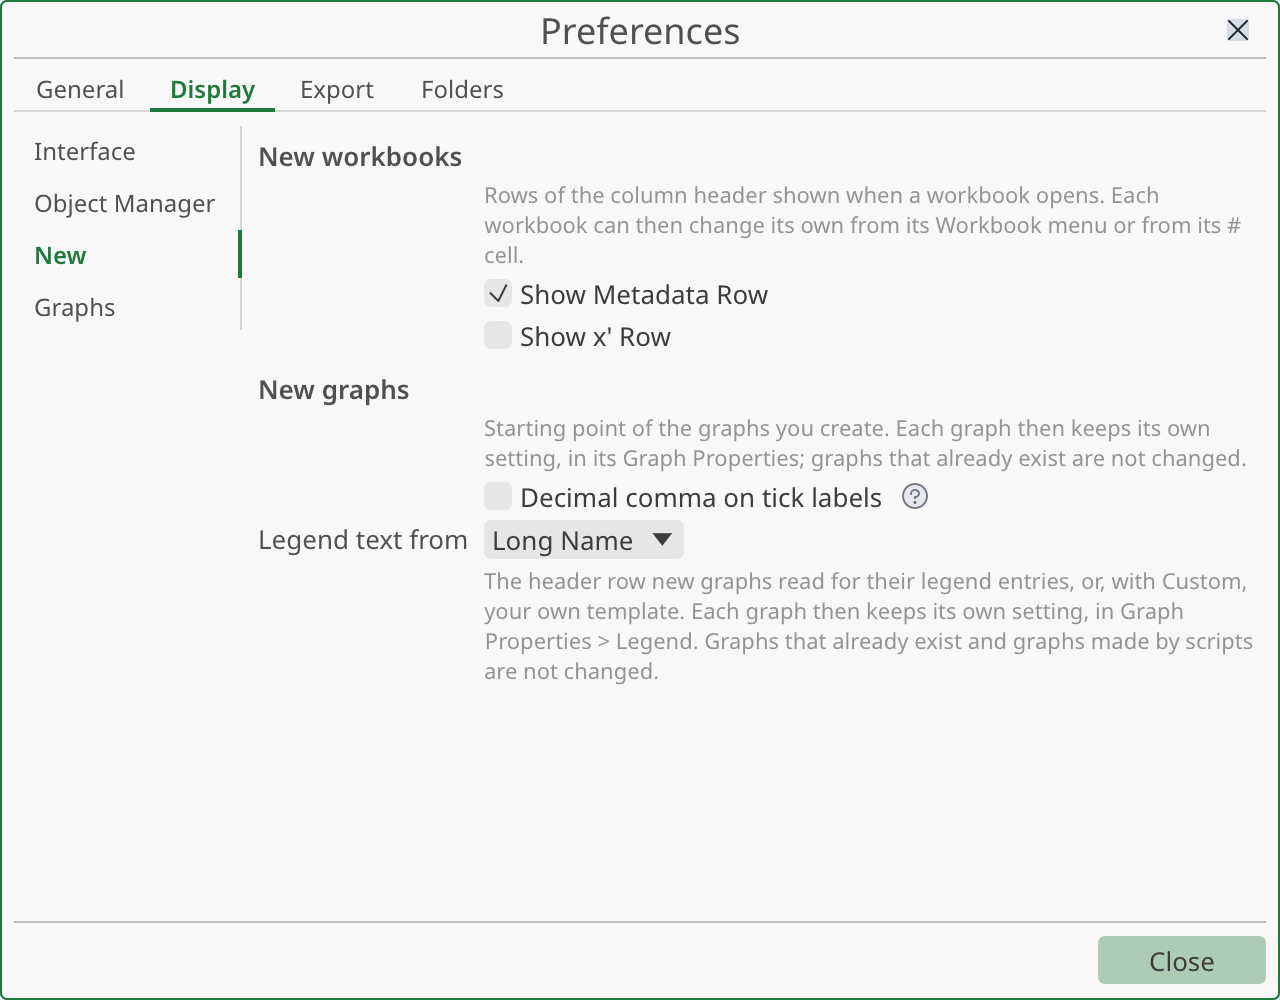 Preferences
General
Display
Export
Folders
Interface
Object Manager
New
Graphs
New workbooks
Rows of the column header shown when a workbook opens. Each
workbook can then change its own from its Workbook menu or from its #
cell.
Show Metadata Row
Show x' Row
New graphs
Starting point of the graphs you create. Each graph then keeps its own
setting, in its Graph Properties; graphs that already exist are not changed.
Decimal comma on tick labels ?
Legend text from Long Name
The header row new graphs read for their legend entries, or, with Custom,
your own template. Each graph then keeps its own setting, in Graph
Properties > Legend. Graphs that already exist and graphs made by scripts
are not changed.
Close